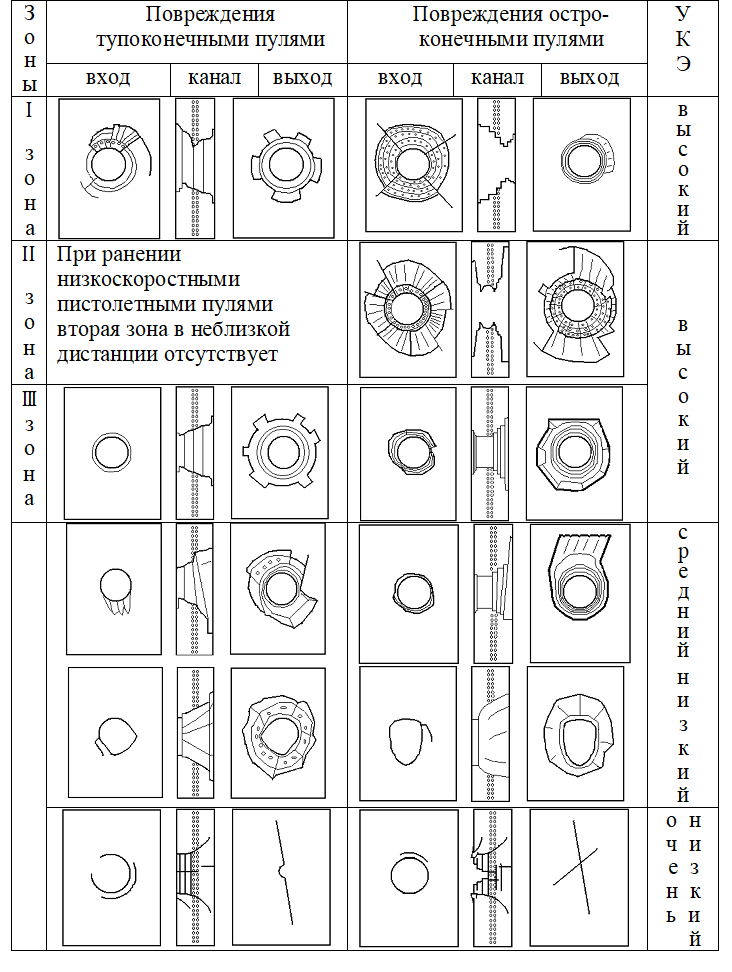 Зоны
Повреждения
тупоконечными пулями
Повреждения остро-
конечными пулями
УКЭ
вход
канал
выход
вход
канал
выход
I зона
высокий
II зона
При ранении
низкоскоростными
пистолетными пулями
вторая зона в неблизкой
дистанции отсутствует
высокий
III зона
средний
низкий
очень
низкий